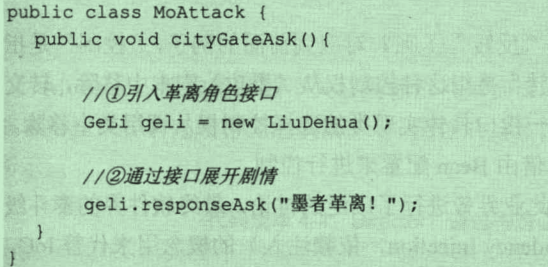 public class MoAttack {
public void cityGateAsk(){
//①引入革离角色接口
GeLi geli = new LiuDeHua();
//②通过接口展开剧情
geli.responseAsk("墨者革离！");
}
}